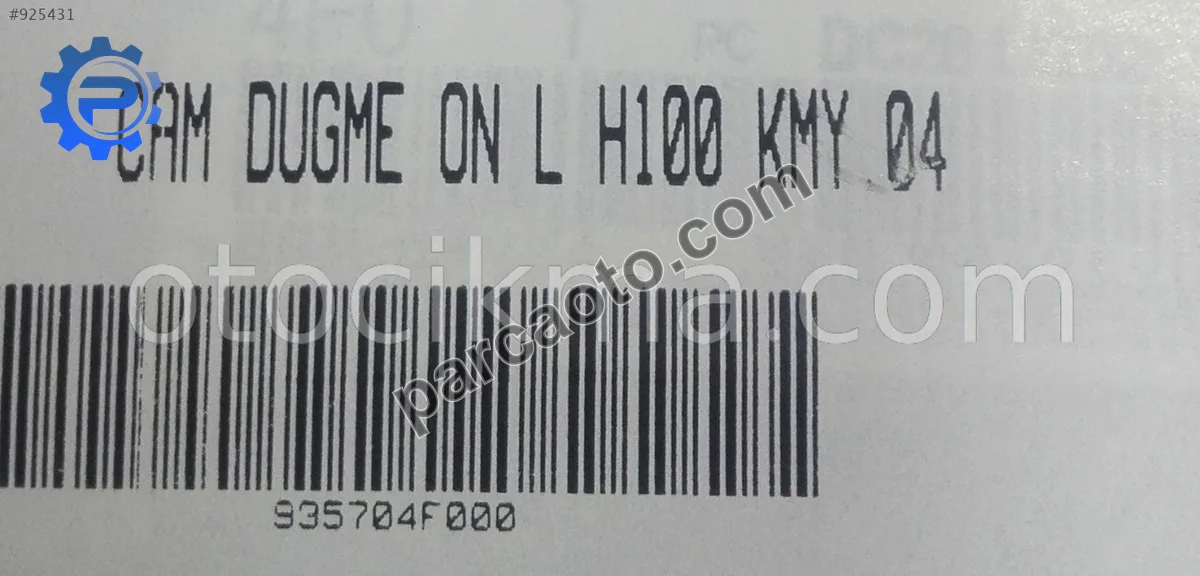 #925431
CAM DUGME ON L H100 KMY 04
otocikma.com
parcaoto.com
935704F000